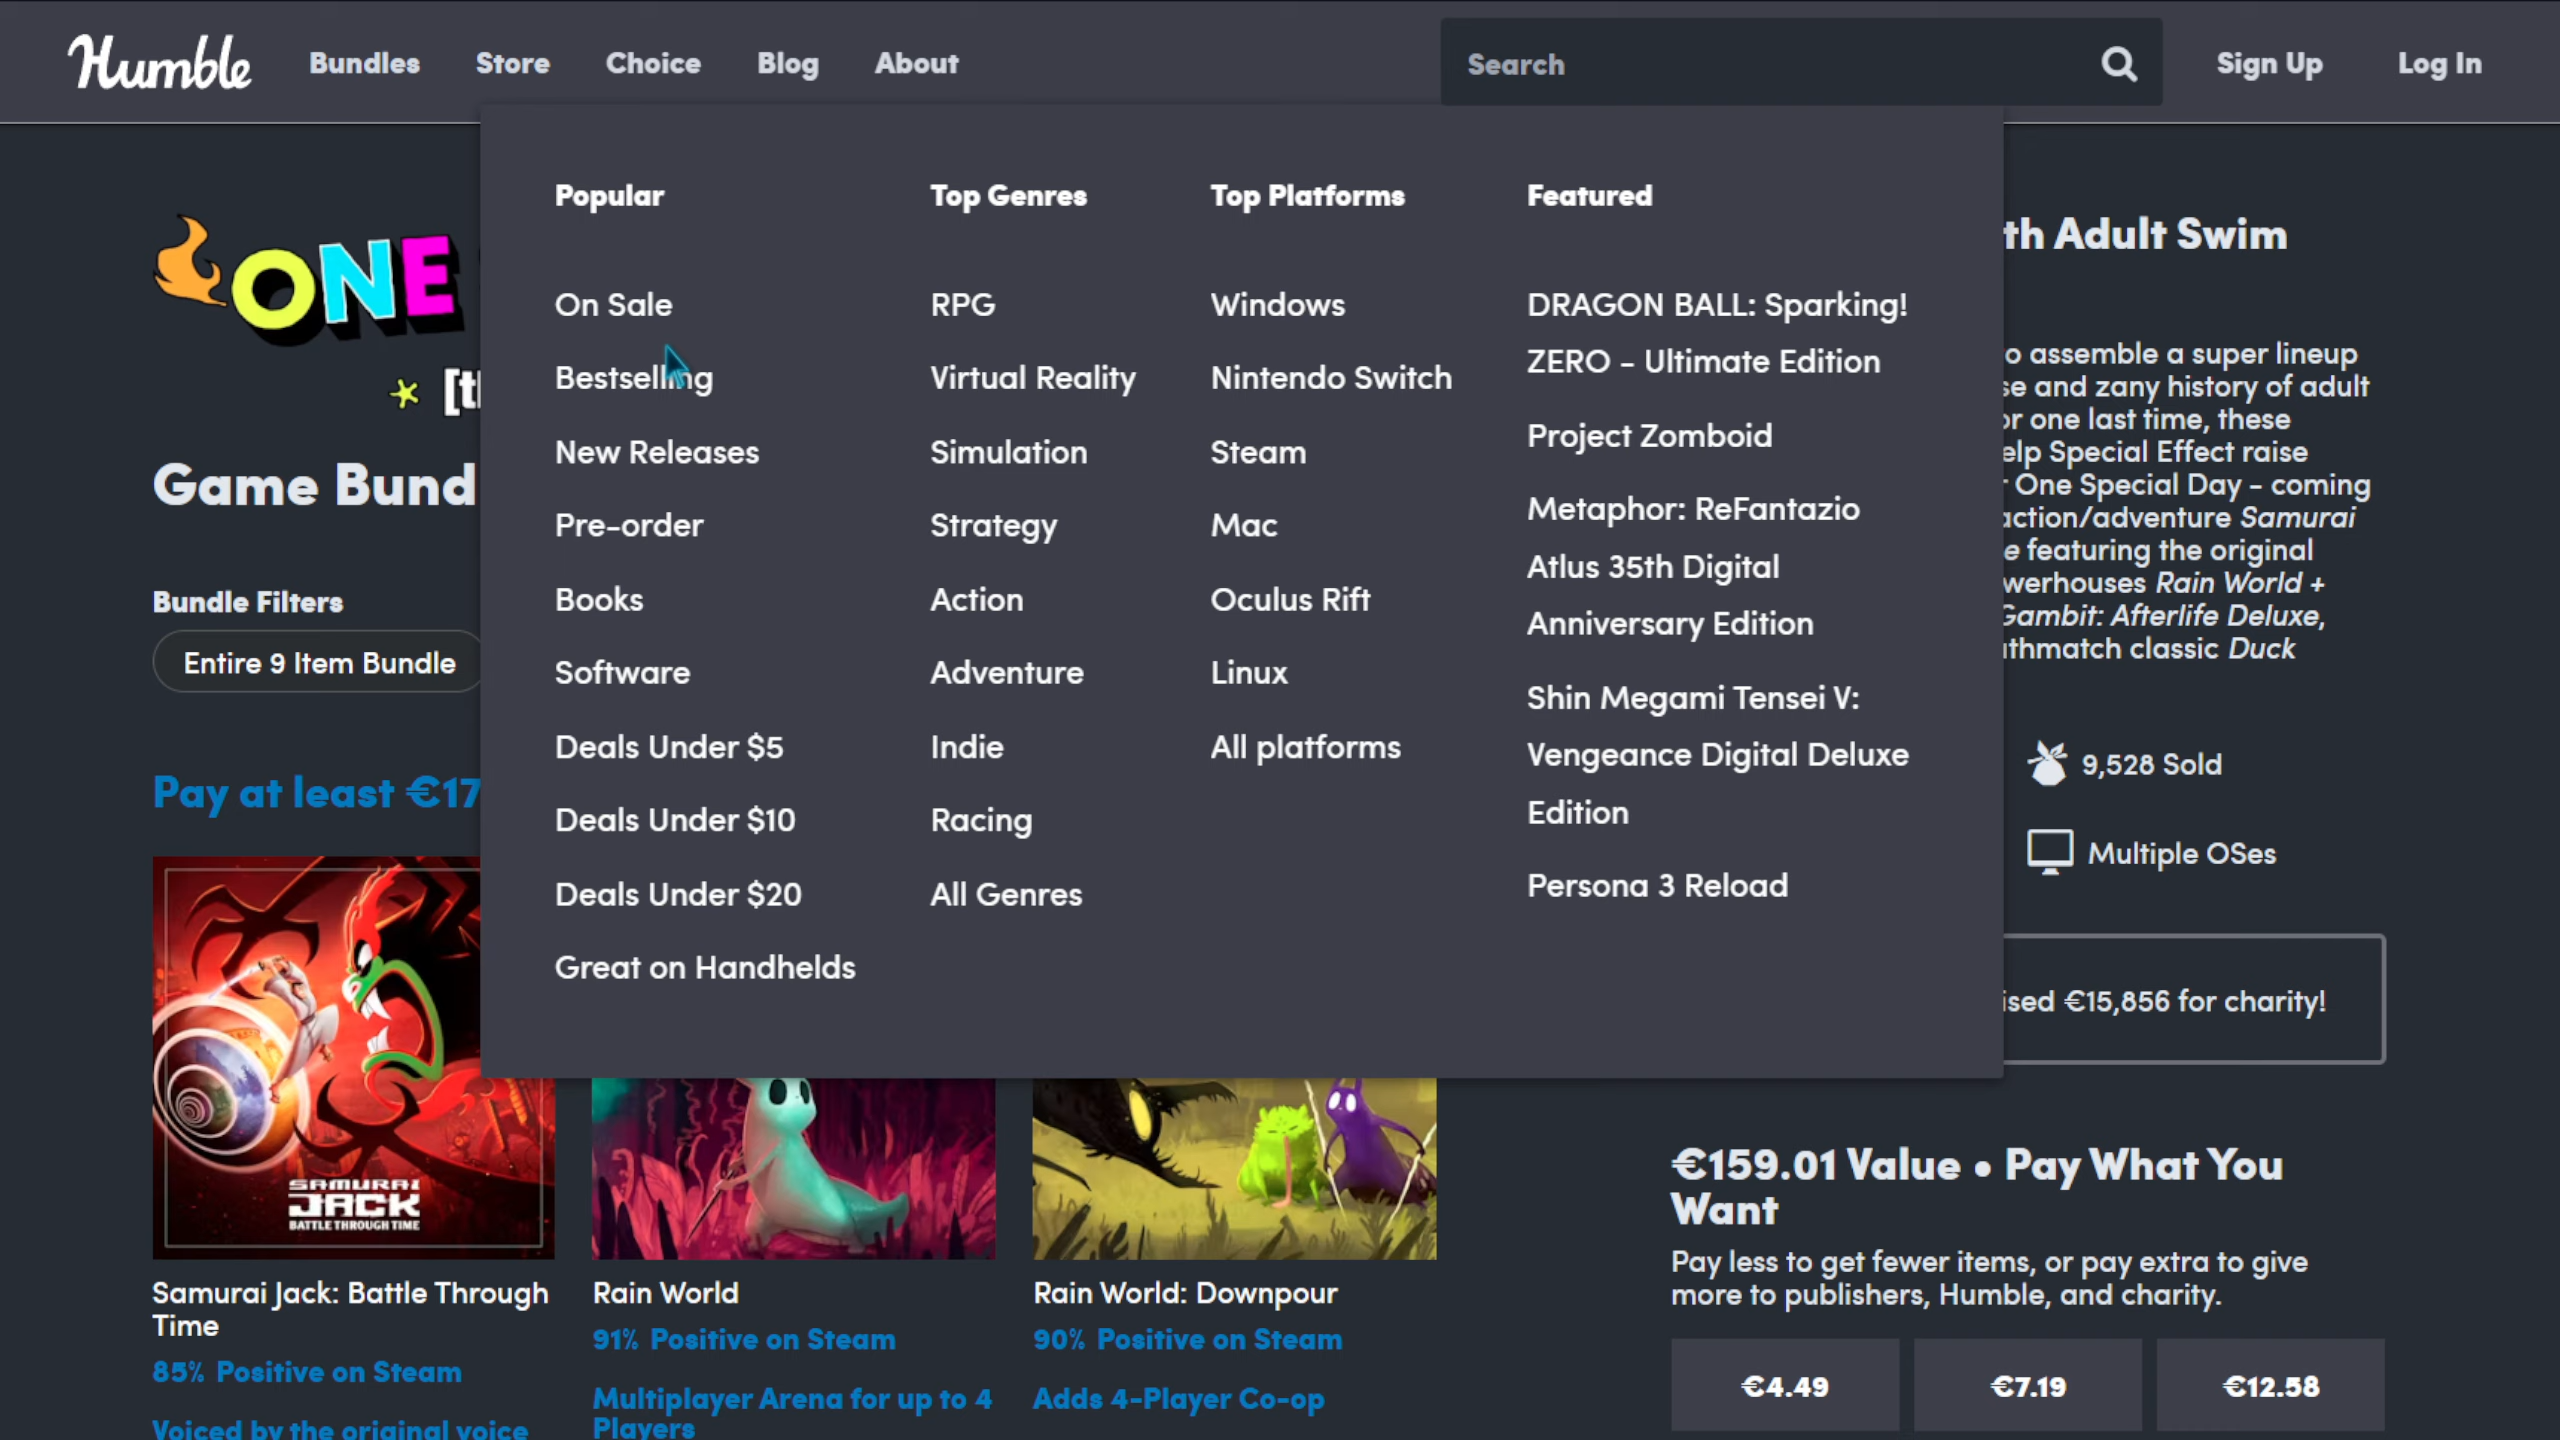 Humble
Bundles
Store
Choice
Blog
About
Search
Sign Up
Log In
Popular
On Sale
Bestselling
New Releases
Pre-order
Books
Software
Deals Under $5
Deals Under $10
Deals Under $20
Great on Handhelds
Top Genres
RPG
Virtual Reality
Simulation
Strategy
Action
Adventure
Indie
Racing
All Genres
Top Platforms
Windows
Nintendo Switch
Steam
Mac
Oculus Rift
Linux
All platforms
Featured
DRAGON BALL: Sparking!
ZERO - Ultimate Edition
Project Zomboid
Metaphor: ReFantazio
Atlus 35th Digital
Anniversary Edition
Shin Megami Tensei V:
Vengeance Digital Deluxe
Edition
Persona 3 Reload
ONE
Game Bund
Bundle Filters
Entire 9 Item Bundle
Pay at least €17
SAMURAI
JACK
BATTLE THROUGH TIME
Samurai Jack: Battle Through
Time
85% Positive on Steam
Voiced by the original voice
Rain World
91% Positive on Steam
Multiplayer Arena for up to 4
Players
Rain World: Downpour
90% Positive on Steam
Adds 4-Player Co-op
th Adult Swim
o assemble a super lineup
se and zany history of adult
or one last time, these
elp Special Effect raise
One Special Day - coming
action/adventure Samurai
e featuring the original
werhouses Rain World +
Gambit: Afterlife Deluxe,
thmatch classic Duck
9,528 Sold
Multiple OSes
ised €15,856 for charity!
€159.01 Value • Pay What You
Want
Pay less to get fewer items, or pay extra to give
more to publishers, Humble, and charity.
€4.49
€7.19
€12.58